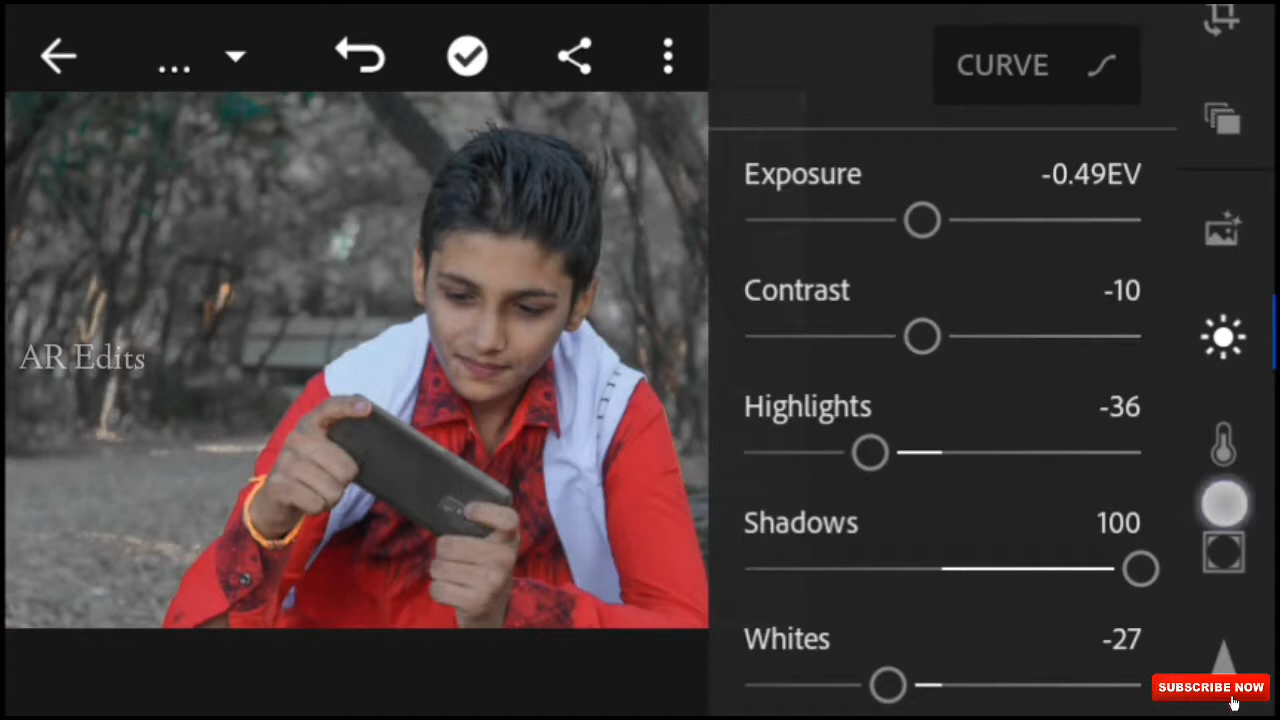 ...
CURVE
Exposure -0.49EV
Contrast -10
Highlights -36
Shadows 100
Whites -27
AR Edits
SUBSCRIBE NOW